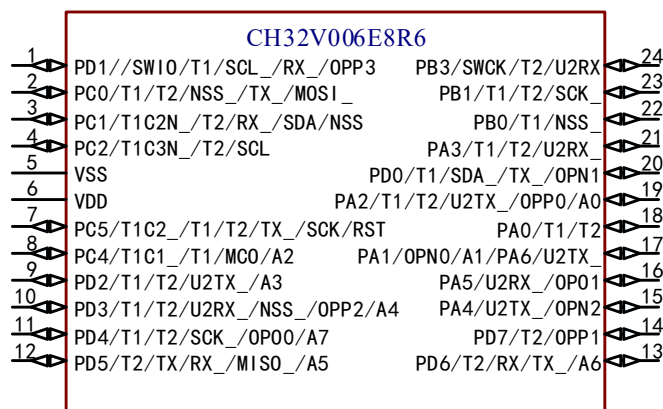 CH32V006E8R6
1 PD1//SWIO/T1/SCL_/RX_/OPP3
2 PC0/T1/T2/NSS_/TX_/MOSI_
3 PC1/T1C2N_/T2/RX_/SDA/NSS
4 PC2/T1C3N_/T2/SCL
5 VSS
6 VDD
7 PC5/T1C2_/T1/T2/TX_/SCK/RST
8 PC4/T1C1_/T1/MCO/A2
9 PD2/T1/T2/U2TX_/A3
10 PD3/T1/T2/U2RX_/NSS_/OPP2/A4
11 PD4/T1/T2/SCK_/OPO0/A7
12 PD5/T2/TX/RX_/MISO_/A5
PB3/SWCK/T2/U2RX 24
PB1/T1/T2/SCK_ 23
PB0/T1/NSS_ 22
PA3/T1/T2/U2RX_ 21
PD0/T1/SDA_/TX_/OPN1 20
PA2/T1/T2/U2TX_/OPP0/A0 19
PA0/T1/T2 18
PA1/OPN0/A1/PA6/U2TX_ 17
PA5/U2RX_/OPO1 16
PA4/U2TX_/OPN2 15
PD7/T2/OPP1 14
PD6/T2/RX/TX_/A6 13